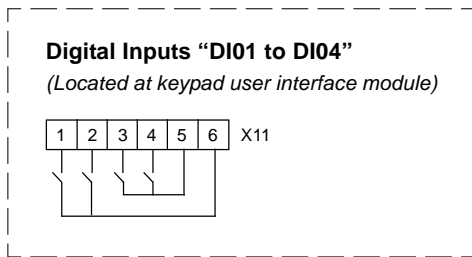 Digital Inputs “DI01 to DI04”
(Located at keypad user interface module)
1 2 3 4 5 6 X11